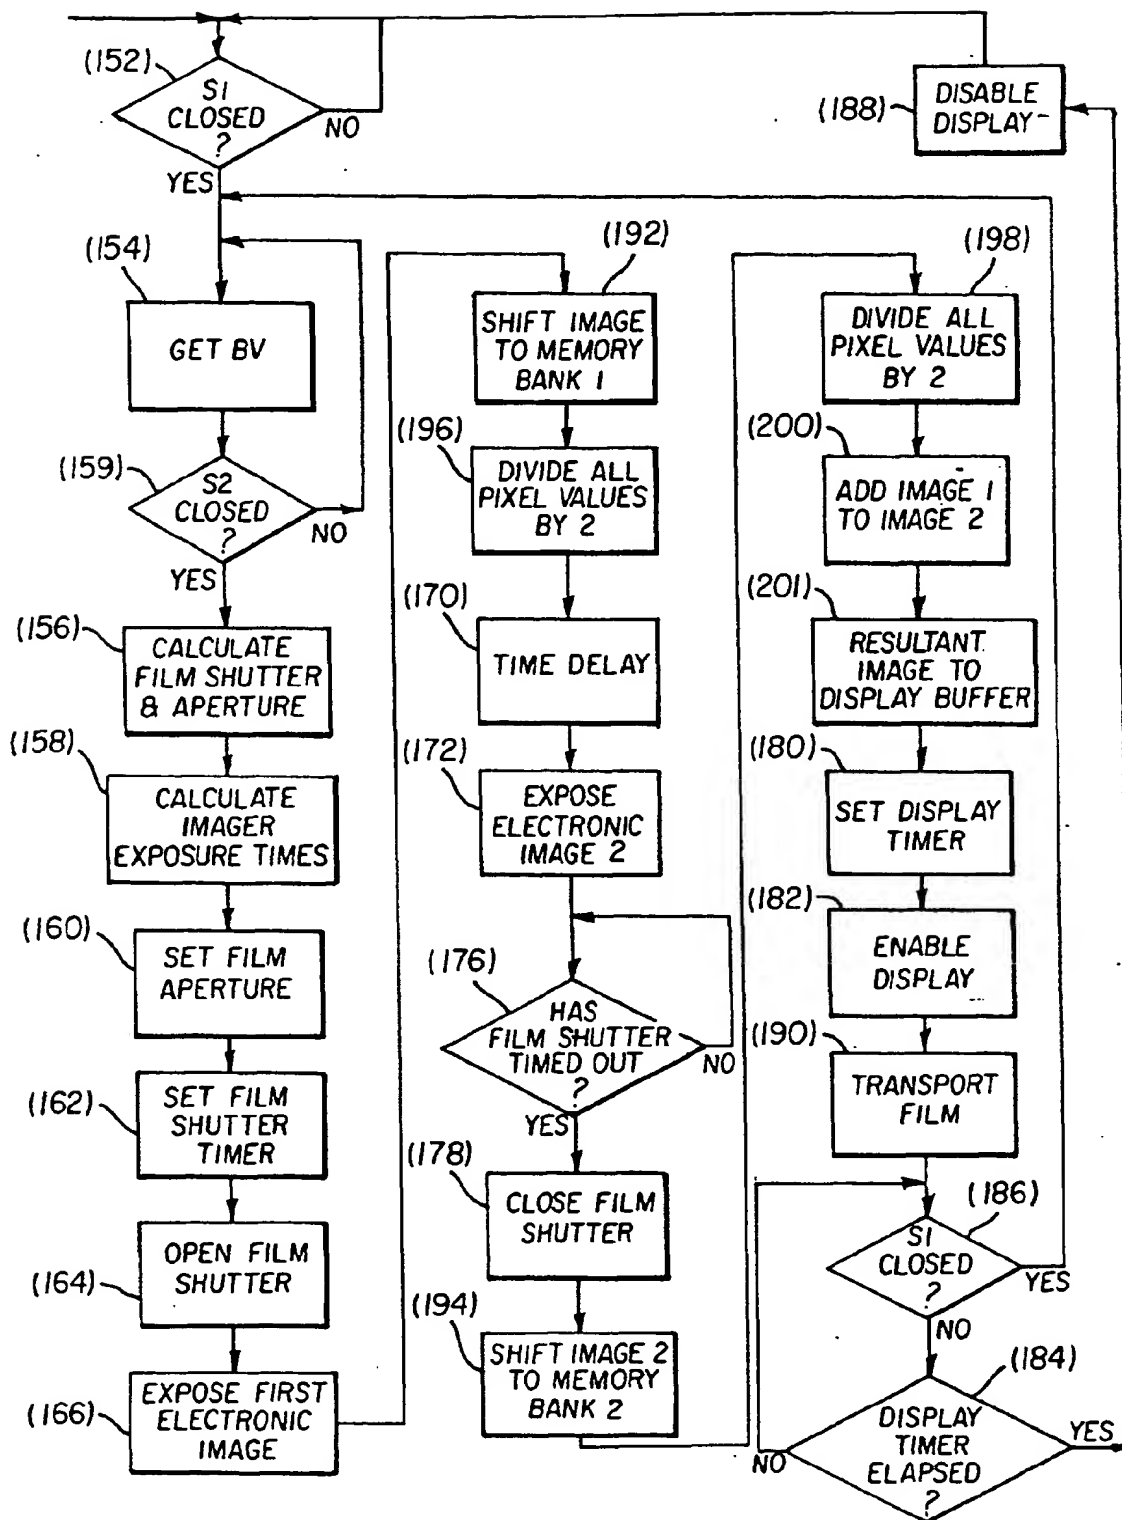 (152)
S1
CLOSED
?
NO
YES
(188)
DISABLE
DISPLAY
(154)
GET BV
(159)
S2
CLOSED
?
NO
YES
(156)
CALCULATE
FILM SHUTTER
& APERTURE
(158)
CALCULATE
IMAGER
EXPOSURE TIMES
(160)
SET FILM
APERTURE
(162)
SET FILM
SHUTTER
TIMER
(164)
OPEN FILM
SHUTTER
(166)
EXPOSE FIRST
ELECTRONIC
IMAGE
(192)
SHIFT IMAGE
TO MEMORY
BANK 1
(196)
DIVIDE ALL
PIXEL VALUES
BY 2
(170)
TIME DELAY
(172)
EXPOSE
ELECTRONIC
IMAGE 2
(176)
HAS
FILM SHUTTER
TIMED OUT
?
NO
YES
(178)
CLOSE FILM
SHUTTER
(194)
SHIFT IMAGE 2
TO MEMORY
BANK 2
(198)
DIVIDE ALL
PIXEL VALUES
BY 2
(200)
ADD IMAGE 1
TO IMAGE 2
(201)
RESULTANT
IMAGE TO
DISPLAY BUFFER
(180)
SET DISPLAY
TIMER
(182)
ENABLE
DISPLAY
(190)
TRANSPORT
FILM
(186)
S1
CLOSED
?
YES
NO
(184)
DISPLAY
TIMER
ELAPSED
?
YES
NO